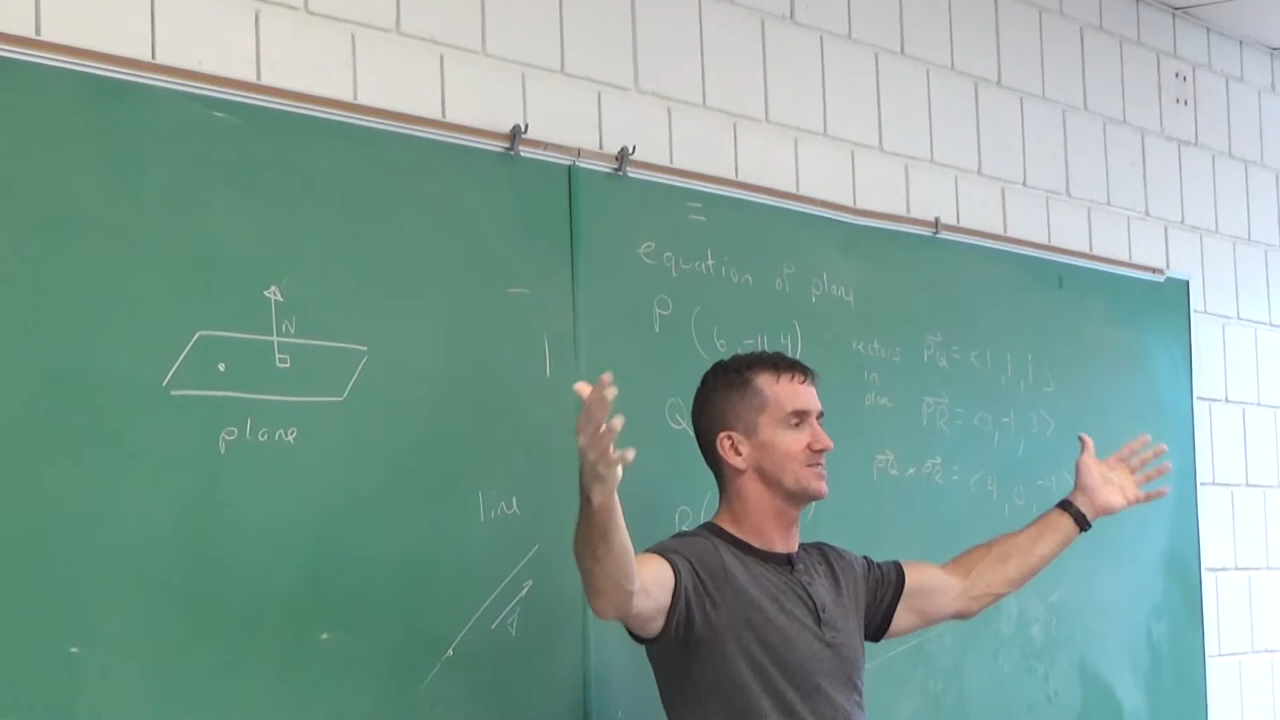 =
equation of plane
P (6,-4,4)
vectors in plane
PQ = <1, 1, 1>
PR = <3, -1, 3>
PQ × PR = <4, 0, -4>
Q
R (
N
plane
line